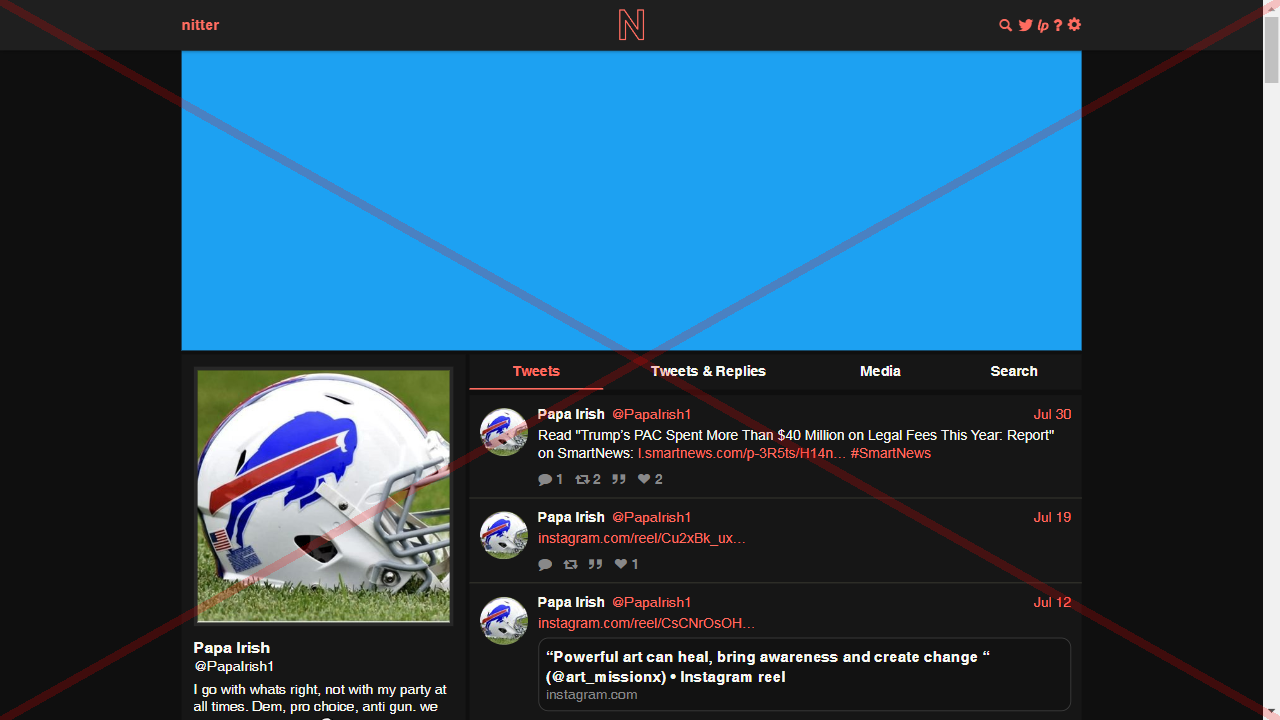 nitter
N
lp ?
Tweets
Tweets & Replies
Media
Search
Papa Irish @PapaIrish1 Jul 30
Read "Trump's PAC Spent More Than $40 Million on Legal Fees This Year: Report"
on SmartNews: l.smartnews.com/p-3R5ts/H14n… #SmartNews
1 2 2
Papa Irish @PapaIrish1 Jul 19
instagram.com/reel/Cu2xBk_ux…
1
Papa Irish @PapaIrish1 Jul 12
instagram.com/reel/CsCNrOsOH…
“Powerful art can heal, bring awareness and create change “
(@art_missionx) • Instagram reel
instagram.com
Papa Irish
@PapaIrish1
I go with whats right, not with my party at
all times. Dem, pro choice, anti gun. we